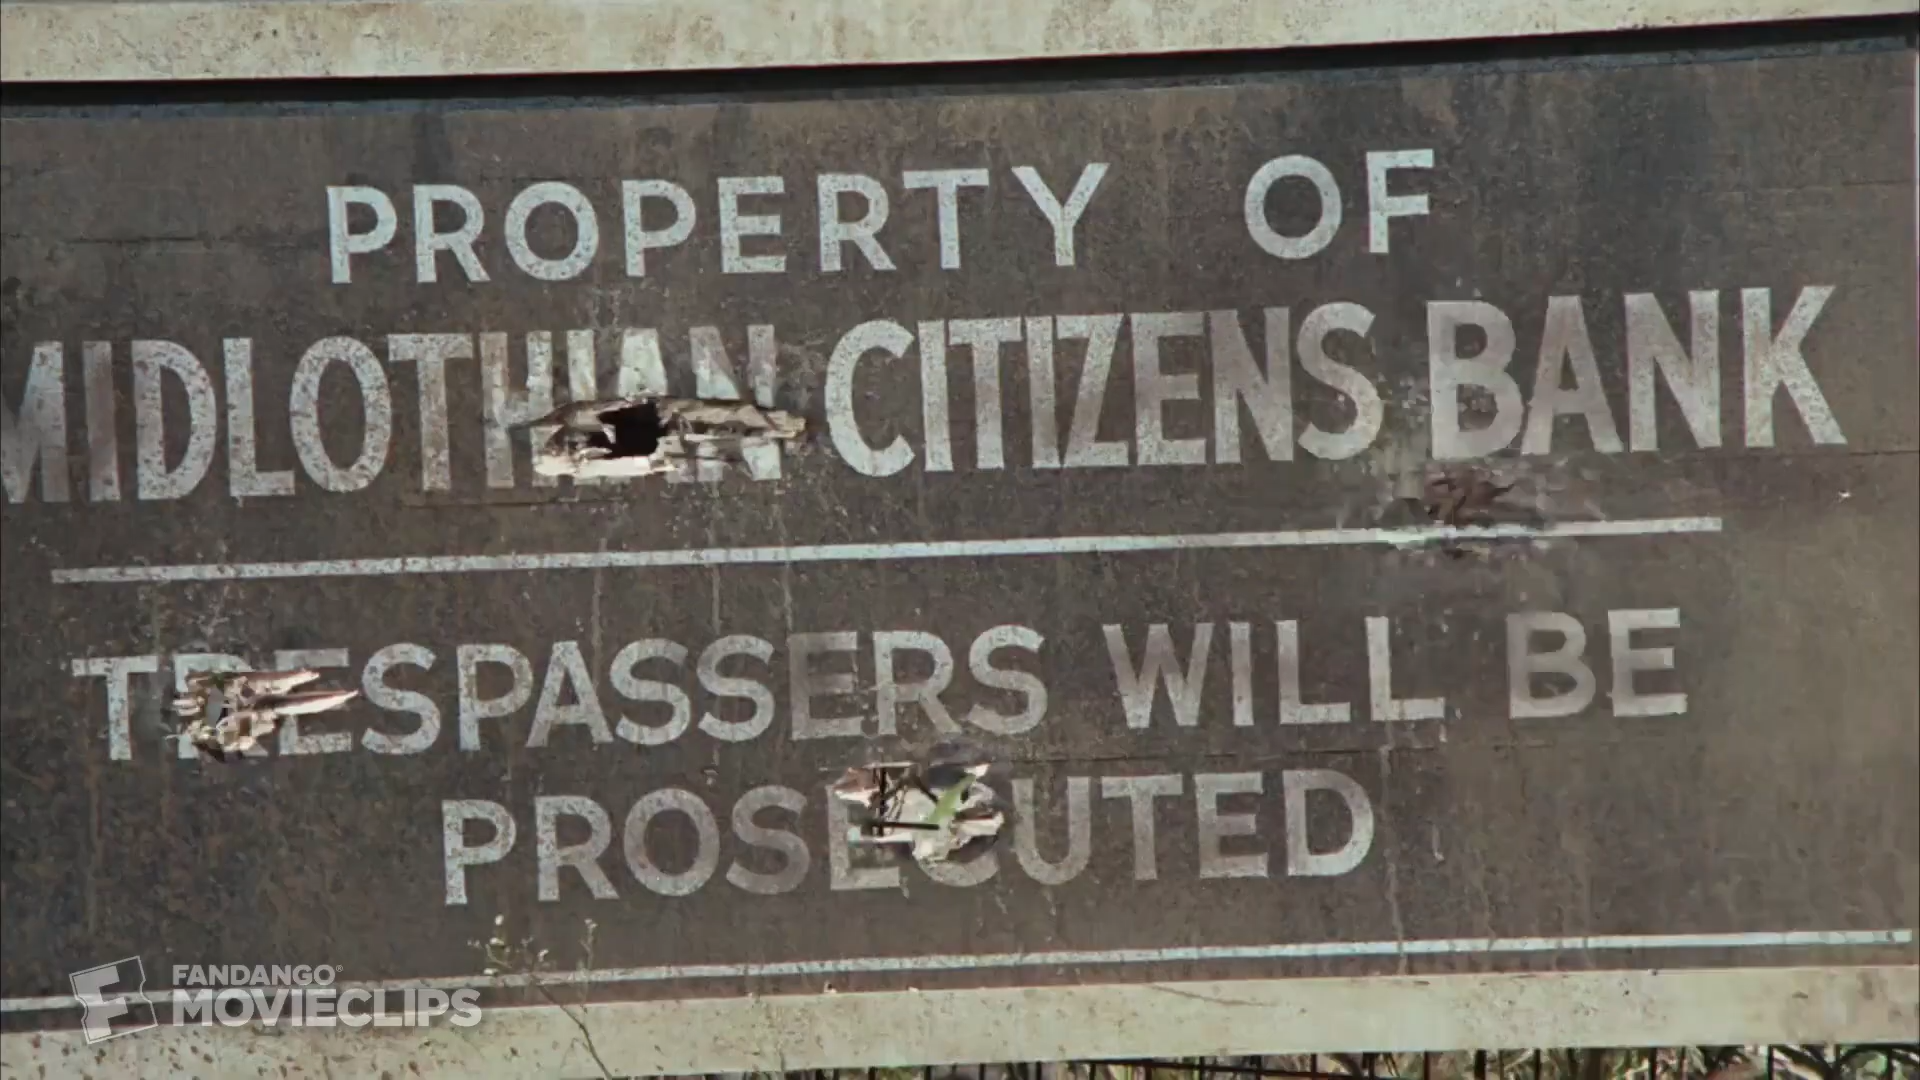 PROPERTY OF
MIDLOTHIAN CITIZENS BANK
TRESPASSERS WILL BE
PROSECUTED
FANDANGO®
MOVIECLIPS